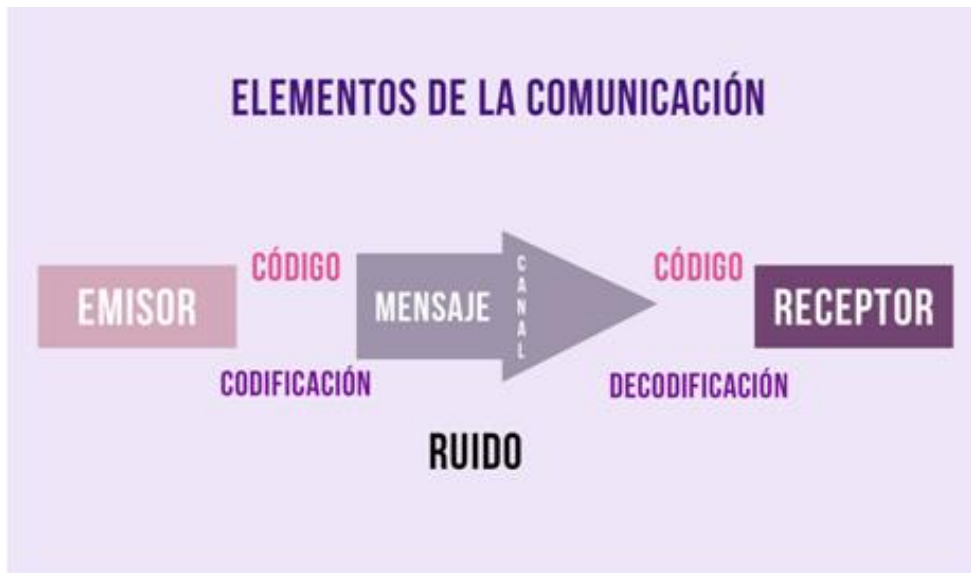 ELEMENTOS DE LA COMUNICACIÓN
EMISOR
CÓDIGO
CODIFICACIÓN
MENSAJE
CANAL
CÓDIGO
DECODIFICACIÓN
RECEPTOR
RUIDO